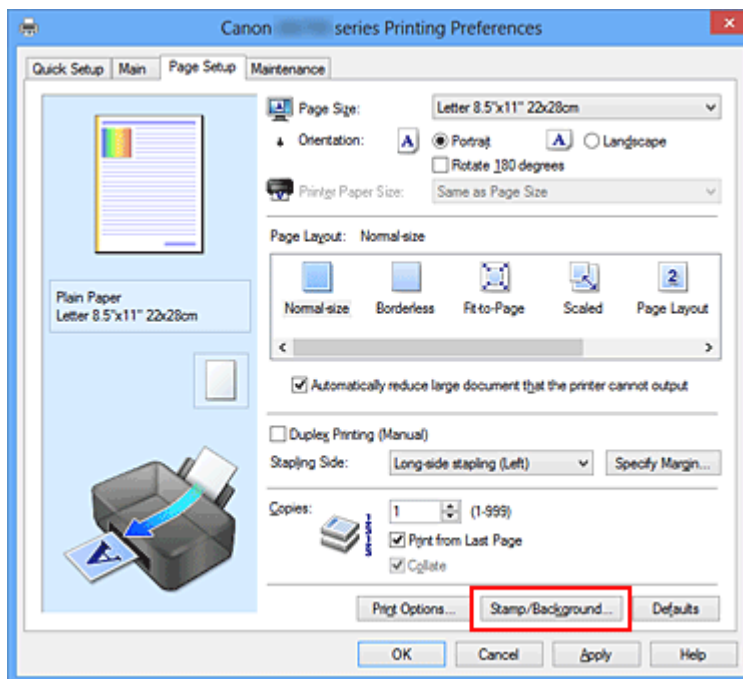 Canon series Printing Preferences
Quick Setup Main Page Setup Maintenance
Page Size: Letter 8.5"x11" 22x28cm
Orientation: A Portrait A Landscape
Rotate 180 degrees
Printer Paper Size: Same as Page Size
Page Layout: Normal-size
2
Normal-size Borderless Fit-to-Page Scaled Page Layout
Plain Paper
Letter 8.5"x11" 22x28cm
Automatically reduce large document that the printer cannot output
Duplex Printing (Manual)
Stapling Side: Long-side stapling (Left) Specify Margin...
Copies: 1 (1-999)
Print from Last Page
Collate
Print Options... Stamp/Background... Defaults
OK Cancel Apply Help